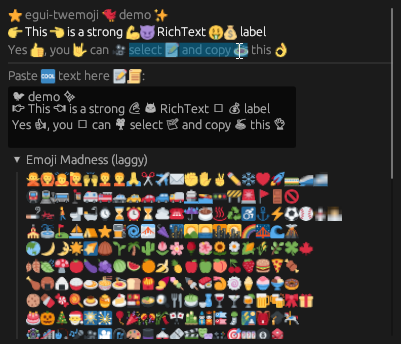 ⭐ egui-twemoji 🐦 demo ✨
👉 This 👈 is a strong 💪😈 RichText 🤑💰 label
Yes 👍, you 🤟 can 📽 select 📝 and copy 🍜 this 👌
Paste 🆒 text here 📝📜:
🐦 demo ✨
👉 This 👈 is a strong 💪 😈 RichText □ 💰 label
Yes 👍, you □ can 📽 select 📝 and copy 🍜 this 👌
▼ Emoji Madness (laggy)